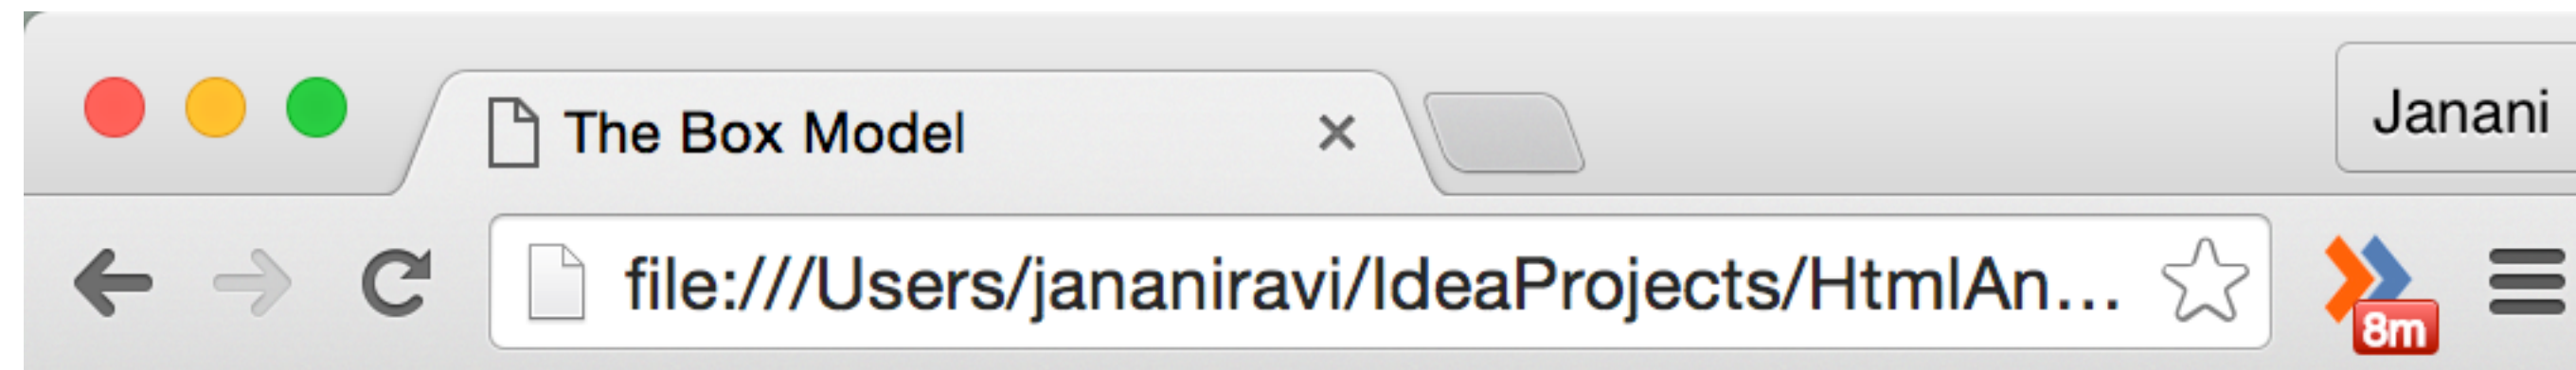 The Box Model
Janani
file:///Users/jananiravi/IdeaProjects/HtmlAn...
8m